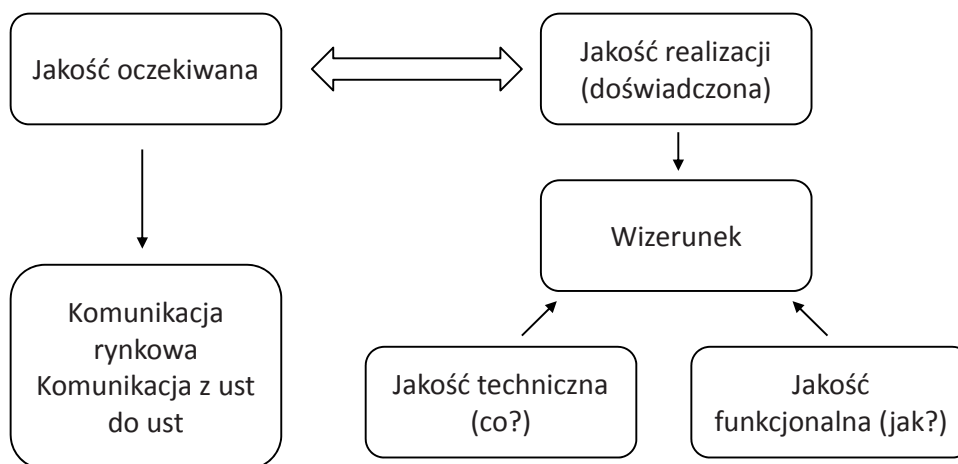 Jakość oczekiwana
Jakość realizacji
(doświadczona)
Wizerunek
Komunikacja
rynkowa
Komunikacja z ust
do ust
Jakość techniczna
(co?)
Jakość
funkcjonalna (jak?)